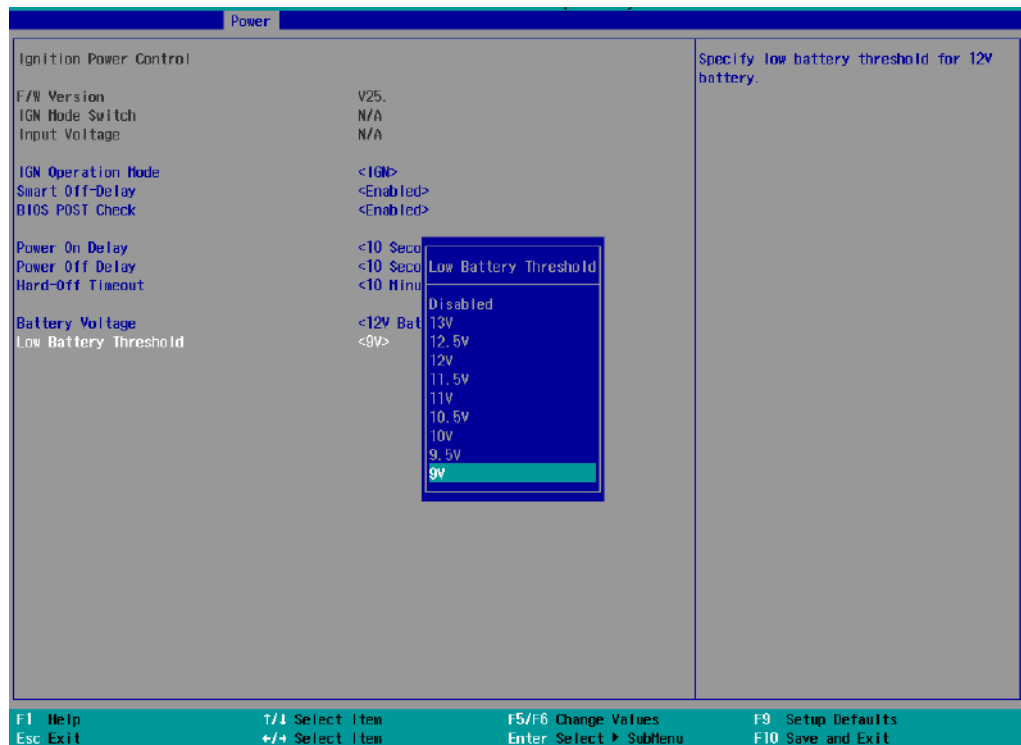 Power
Ignition Power Control
Specify low battery threshold for 12V
battery.
F/W Version V25.
IGN Mode Switch N/A
Input Voltage N/A
IGN Operation Mode <IGN>
Smart Off-Delay <Enabled>
BIOS POST Check <Enabled>
Power On Delay <10 Seco
Power Off Delay <10 Seco
Hard-Off Timeout <10 Minu
Battery Voltage <12V Bat
Low Battery Threshold <9V>
Low Battery Threshold
Disabled
13V
12.5V
12V
11.5V
11V
10.5V
10V
9.5V
9V
F1 Help ↑/↓ Select Item F5/F6 Change Values F9 Setup Defaults
Esc Exit ←/→ Select Item Enter Select ▶ SubMenu F10 Save and Exit